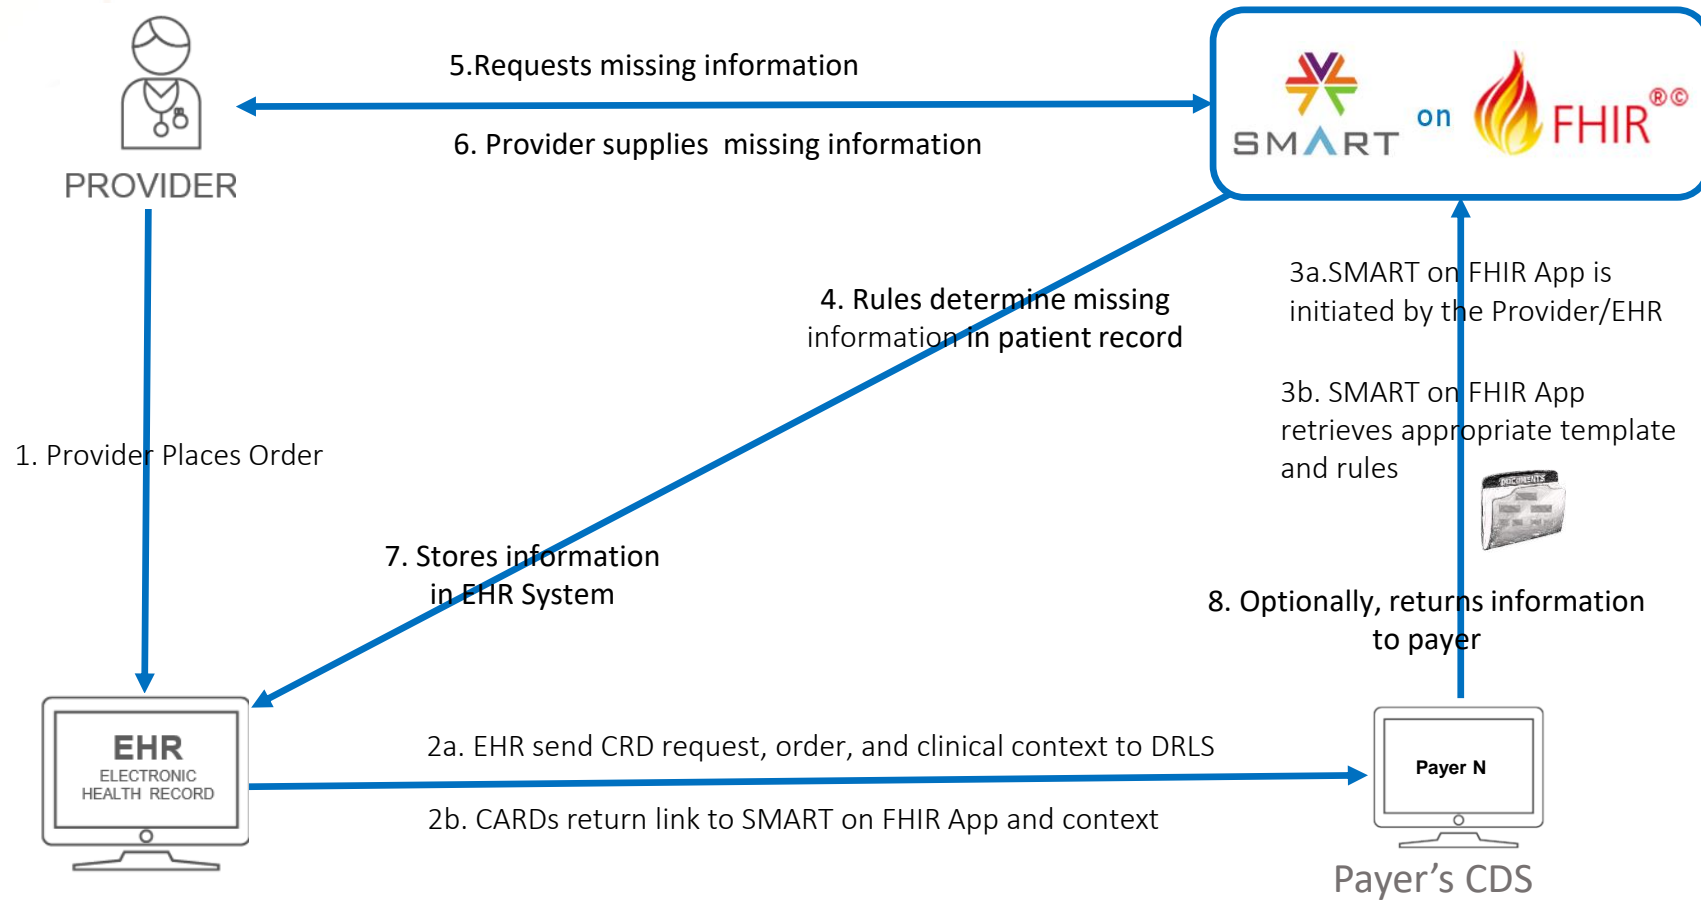 5.Requests missing information
6. Provider supplies  missing information
PROVIDER
SMART on FHIR®©
4. Rules determine missing
information in patient record
3a.SMART on FHIR App is
initiated by the Provider/EHR
3b. SMART on FHIR App
retrieves appropriate template
and rules
DOCUMENTS
1. Provider Places Order
7. Stores information
in EHR System
8. Optionally, returns information
to payer
EHR
ELECTRONIC
HEALTH RECORD
2a. EHR send CRD request, order, and clinical context to DRLS
2b. CARDs return link to SMART on FHIR App and context
Payer N
Payer’s CDS